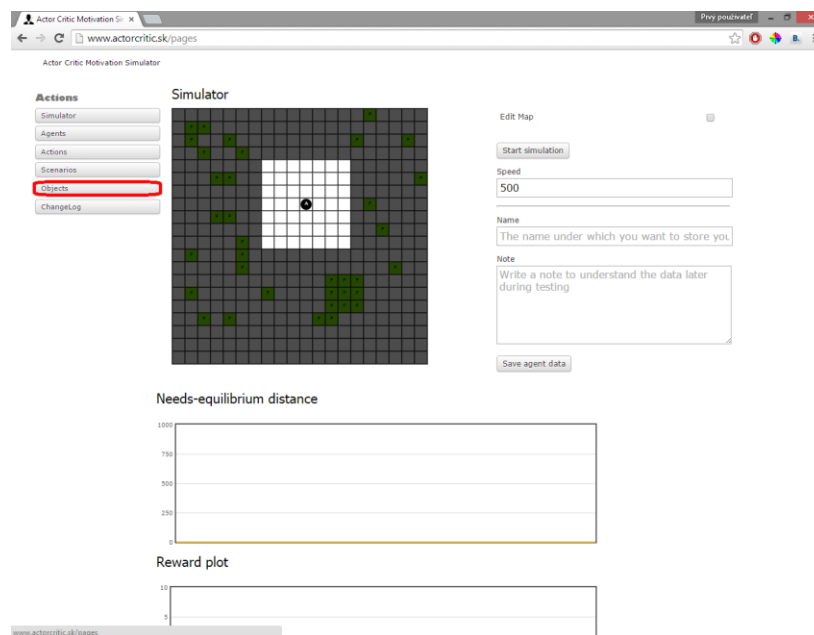 Actor Critic Motivation Si
Prvy používateľ
www.actorcritic.sk/pages
Actor Critic Motivation Simulator
Actions
Simulator
Agents
Actions
Scenarios
Objects
ChangeLog
Simulator
Edit Map
Start simulation
Speed
500
Name
The name under which you want to store you
Note
Write a note to understand the data later
during testing
Save agent data
Needs-equilibrium distance
1000
750
500
250
0
Reward plot
10
5
www.actorcritic.sk/pages